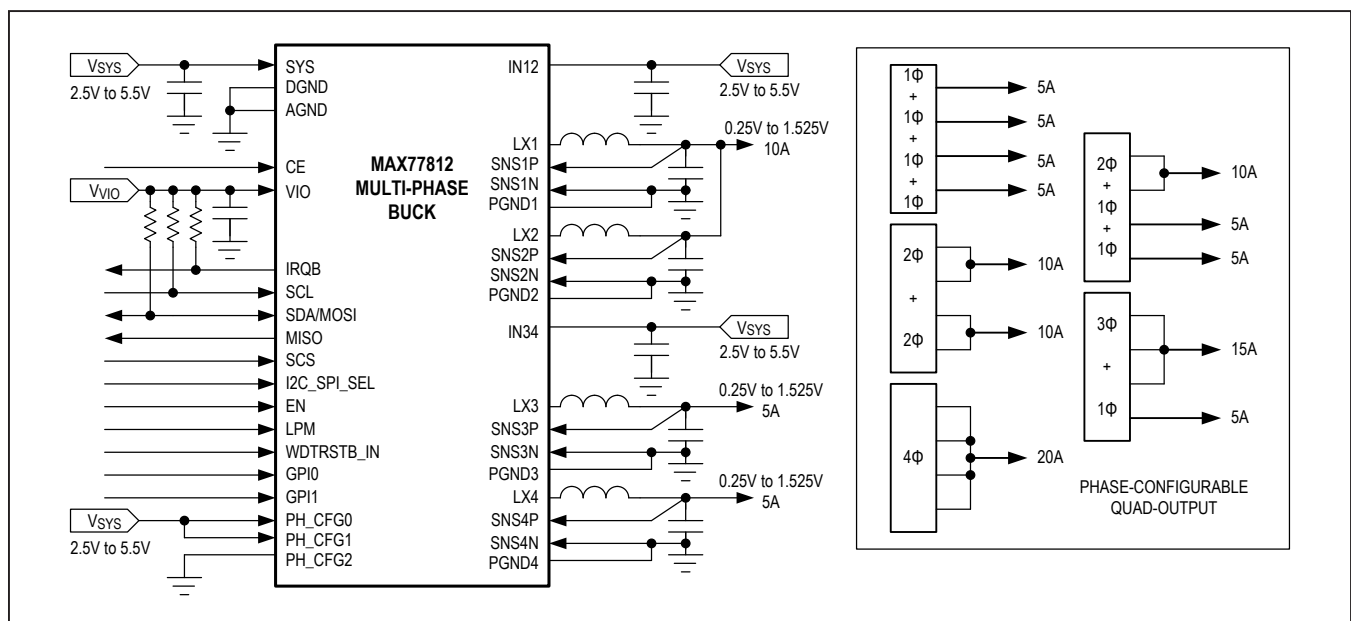 VSYS
2.5V to 5.5V
SYS
DGND
AGND
CE
VVIO
VIO
IRQB
SCL
SDA/MOSI
MISO
SCS
I2C_SPI_SEL
EN
LPM
WDTRSTB_IN
GPI0
GPI1
VSYS
2.5V to 5.5V
PH_CFG0
PH_CFG1
PH_CFG2
MAX77812
MULTI-PHASE
BUCK
IN12
VSYS
2.5V to 5.5V
LX1
0.25V to 1.525V
10A
SNS1P
SNS1N
PGND1
LX2
SNS2P
SNS2N
PGND2
IN34
VSYS
2.5V to 5.5V
LX3
0.25V to 1.525V
5A
SNS3P
SNS3N
PGND3
LX4
0.25V to 1.525V
5A
SNS4P
SNS4N
PGND4
1Φ
+
1Φ
+
1Φ
+
1Φ
5A
5A
5A
5A
2Φ
+
2Φ
10A
10A
4Φ
20A
2Φ
+
1Φ
+
1Φ
10A
5A
5A
3Φ
+
1Φ
15A
5A
PHASE-CONFIGURABLE
QUAD-OUTPUT